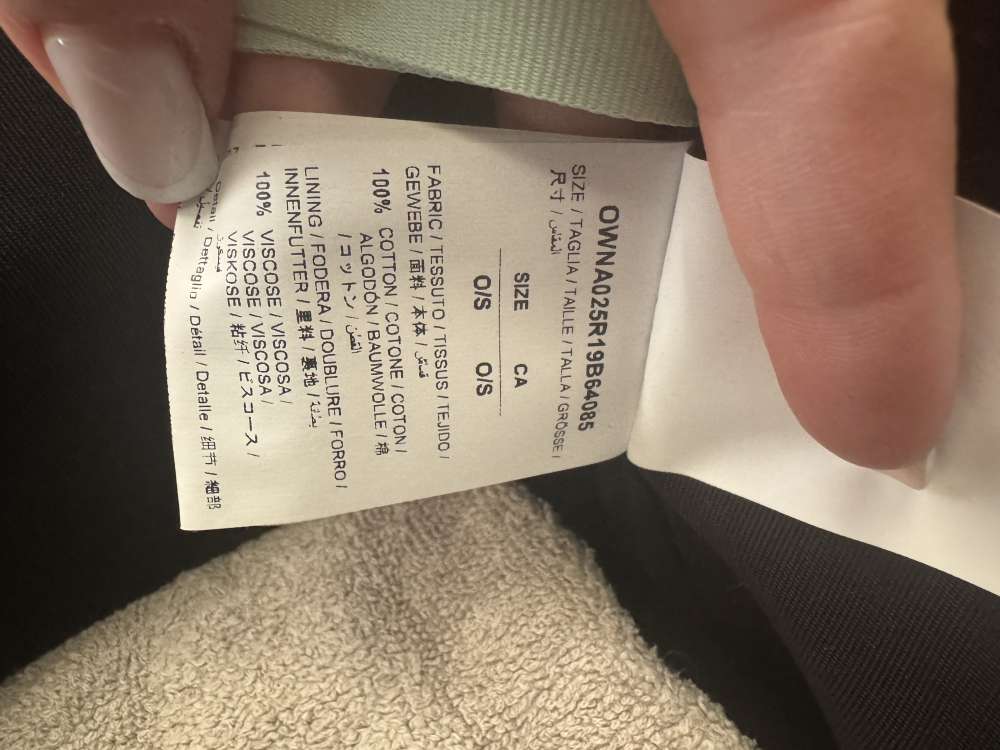 OWNA025R19B64085
SIZE / TAGLIA / TAILLE / TALLA / GRÖSSE /
尺寸 / المقاس
SIZE CA
O/S O/S
FABRIC / TESSUTO / TISSUS / TEJIDO /
GEWEBE / 面料 / 本体 / قماش
100% COTTON / COTONE / COTON /
ALGODÓN / BAUMWOLLE / 棉
/ コットン / القطن
LINING / FODERA / DOUBLURE / FORRO /
INNENFUTTER / 里料 / 裏地 / بطانة
100% VISCOSE / VISCOSA /
VISCOSE / VISCOSA /
VISKOSE / 粘纤 / ビスコース /
فيسكوز
Detail / Dettaglio / Détail / Detalle / 细节 / 細部